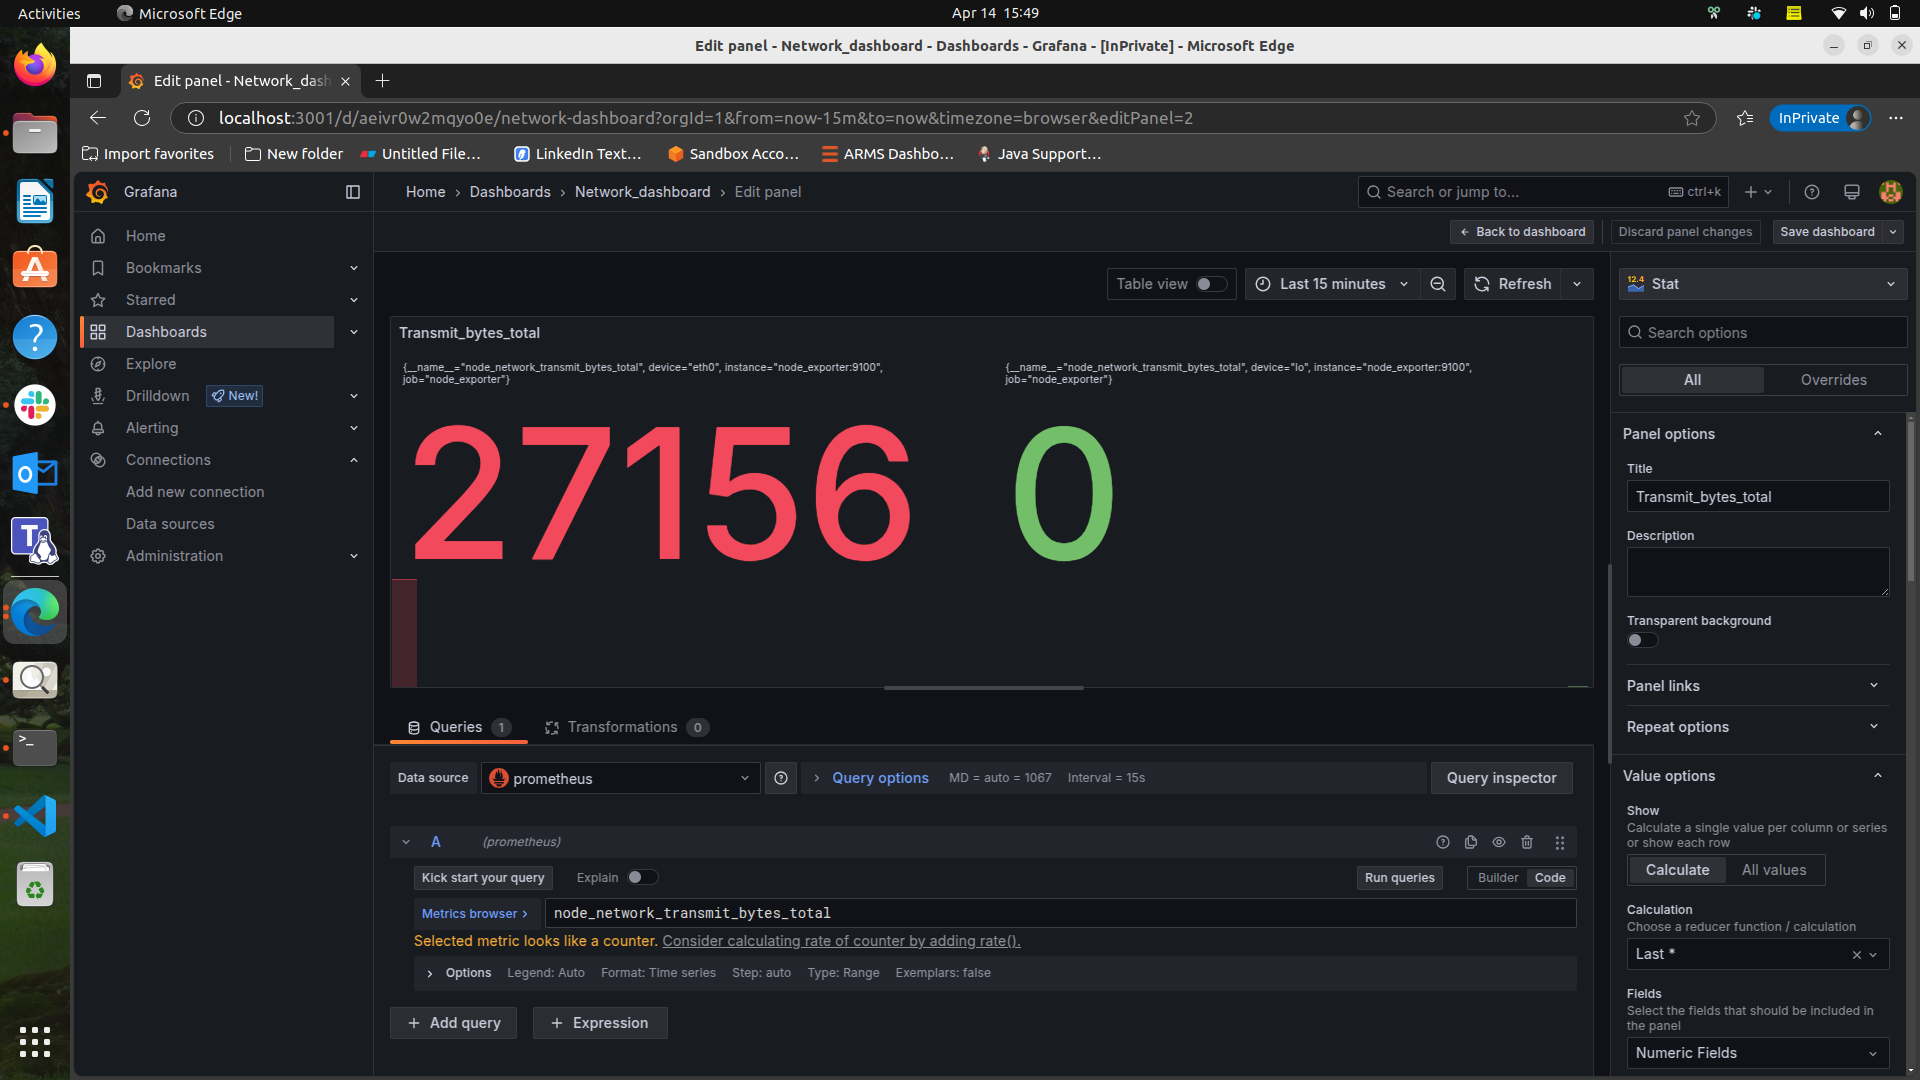 Activities
Microsoft Edge
Apr 14 15:49
Edit panel - Network_dashboard - Dashboards - Grafana - [InPrivate] - Microsoft Edge
Edit panel - Network_dash
localhost:3001/d/aeivr0w2mqyo0e/network-dashboard?orgId=1&from=now-15m&to=now&timezone=browser&editPanel=2
InPrivate
Import favorites
New folder
Untitled File...
LinkedIn Text...
Sandbox Acco...
ARMS Dashbo...
Java Support...
Grafana
Home › Dashboards › Network_dashboard › Edit panel
Search or jump to...
ctrl+k
Back to dashboard
Discard panel changes
Save dashboard
Home
Bookmarks
Starred
Dashboards
Explore
Drilldown
New!
Alerting
Connections
Add new connection
Data sources
Administration
Table view
Last 15 minutes
Refresh
Transmit_bytes_total
{__name__="node_network_transmit_bytes_total", device="eth0", instance="node_exporter:9100",
job="node_exporter"}
27156
{__name__="node_network_transmit_bytes_total", device="lo", instance="node_exporter:9100",
job="node_exporter"}
0
Queries 1
Transformations 0
Data source
prometheus
Query options
MD = auto = 1067
Interval = 15s
Query inspector
A
(prometheus)
Kick start your query
Explain
Run queries
Builder
Code
Metrics browser ›
node_network_transmit_bytes_total
Selected metric looks like a counter. Consider calculating rate of counter by adding rate().
Options
Legend: Auto
Format: Time series
Step: auto
Type: Range
Exemplars: false
+ Add query
+ Expression
12.4
Stat
Search options
All
Overrides
Panel options
Title
Transmit_bytes_total
Description
Transparent background
Panel links
Repeat options
Value options
Show
Calculate a single value per column or series
or show each row
Calculate
All values
Calculation
Choose a reducer function / calculation
Last *
Fields
Select the fields that should be included in
the panel
Numeric Fields